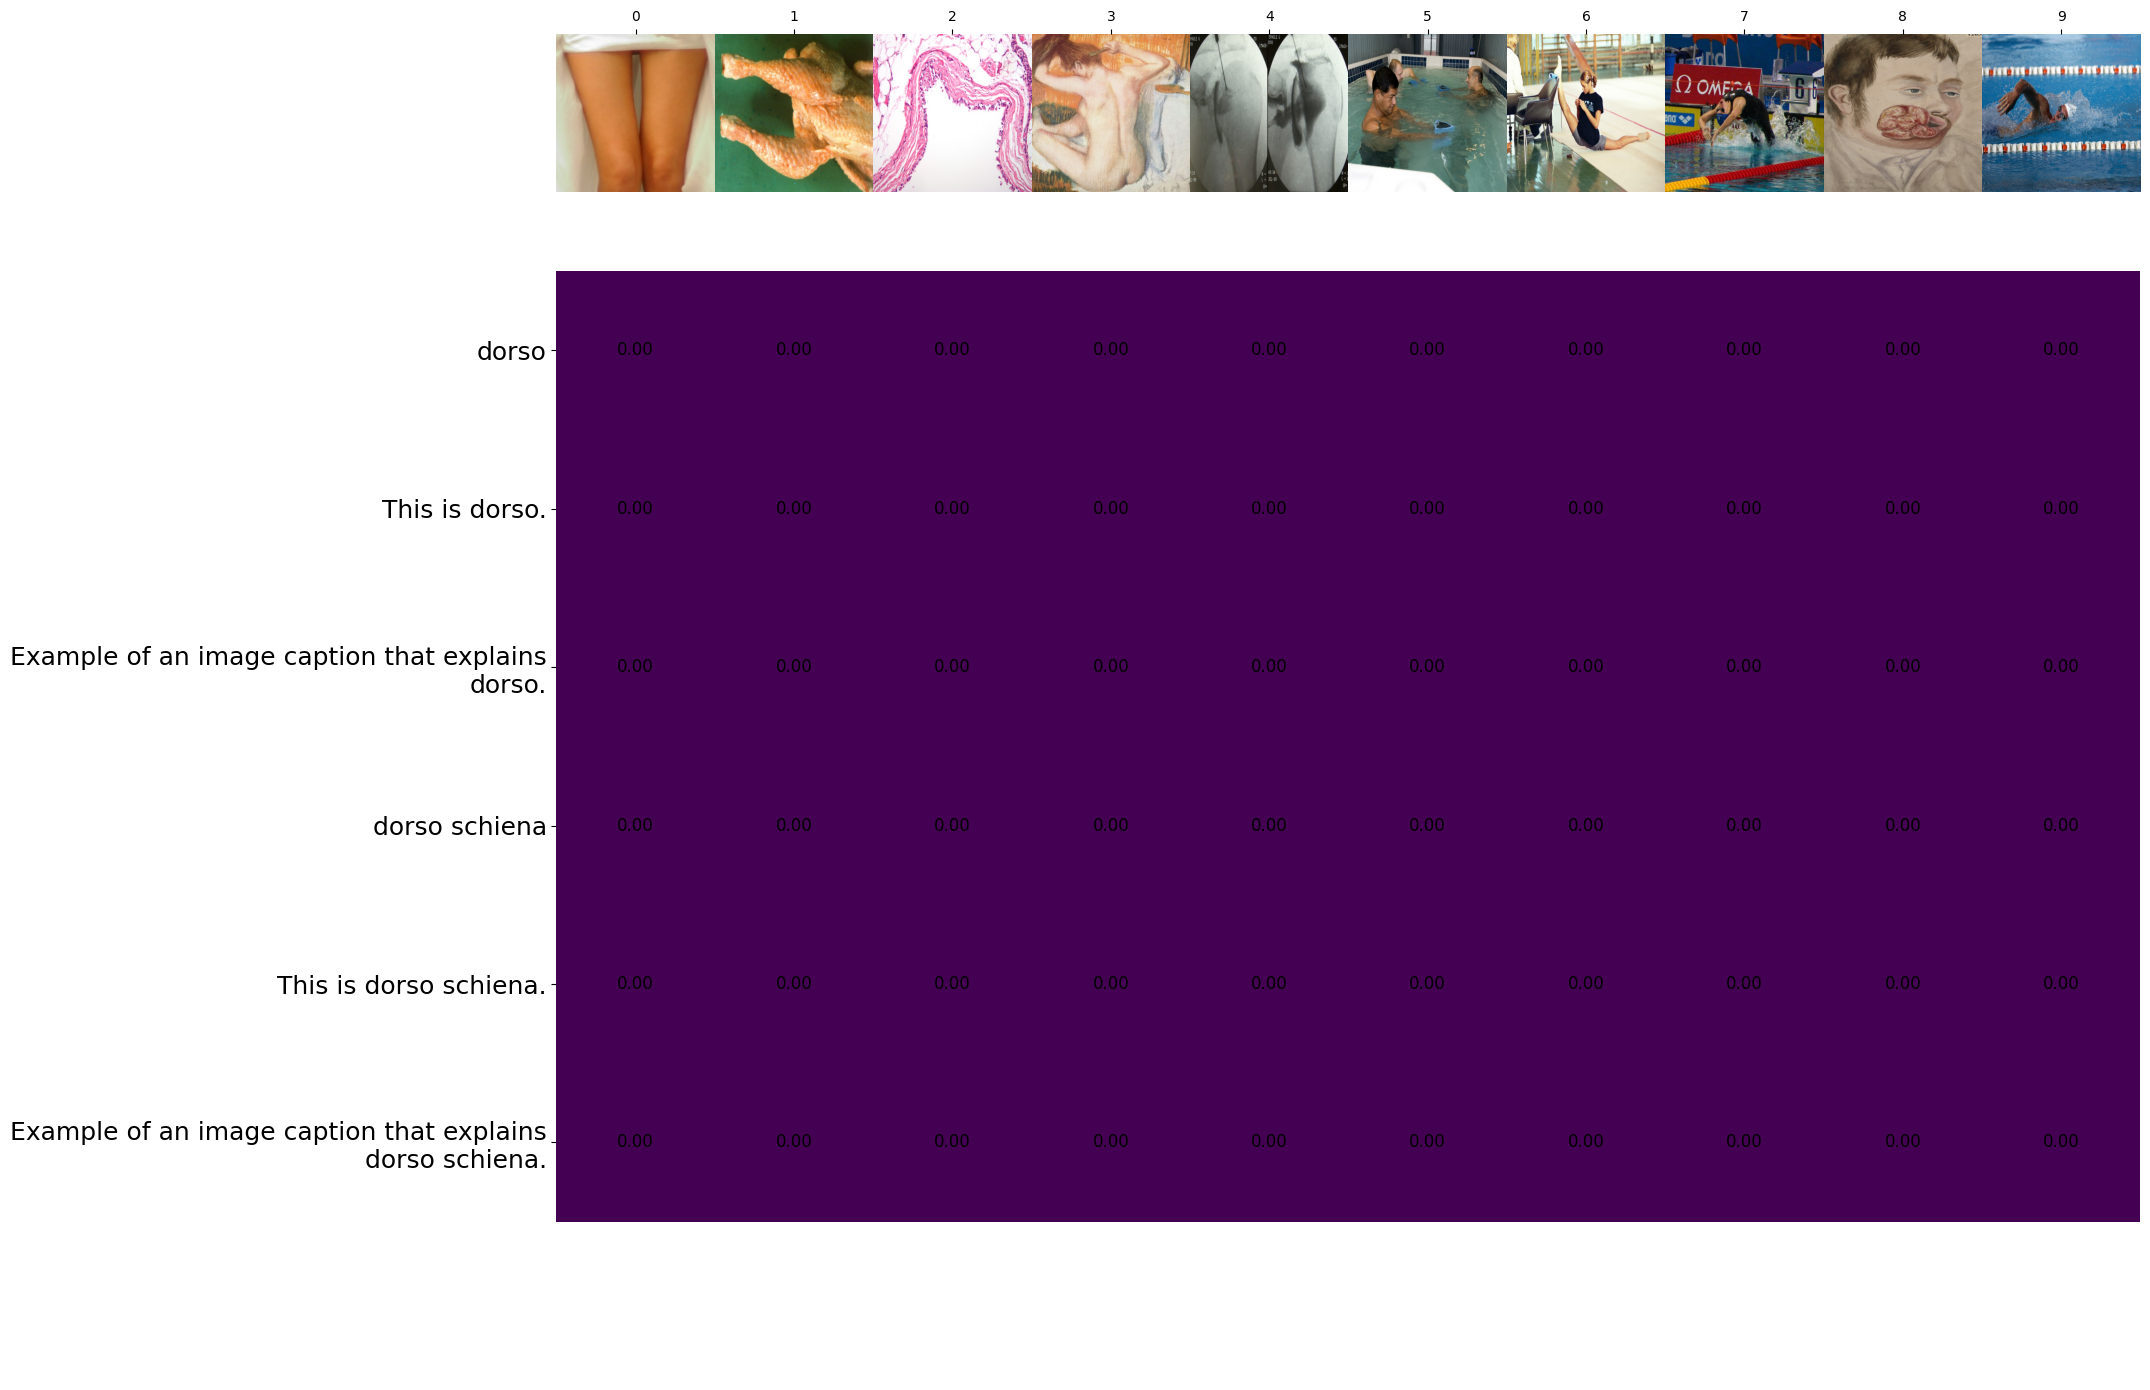 0 1 2 3 4 5 6 7 8 9
Ω OMEGA
6
dorso 0.00 0.00 0.00 0.00 0.00 0.00 0.00 0.00 0.00 0.00
This is dorso. 0.00 0.00 0.00 0.00 0.00 0.00 0.00 0.00 0.00 0.00
Example of an image caption that explains
dorso. 0.00 0.00 0.00 0.00 0.00 0.00 0.00 0.00 0.00 0.00
dorso schiena 0.00 0.00 0.00 0.00 0.00 0.00 0.00 0.00 0.00 0.00
This is dorso schiena. 0.00 0.00 0.00 0.00 0.00 0.00 0.00 0.00 0.00 0.00
Example of an image caption that explains
dorso schiena. 0.00 0.00 0.00 0.00 0.00 0.00 0.00 0.00 0.00 0.00